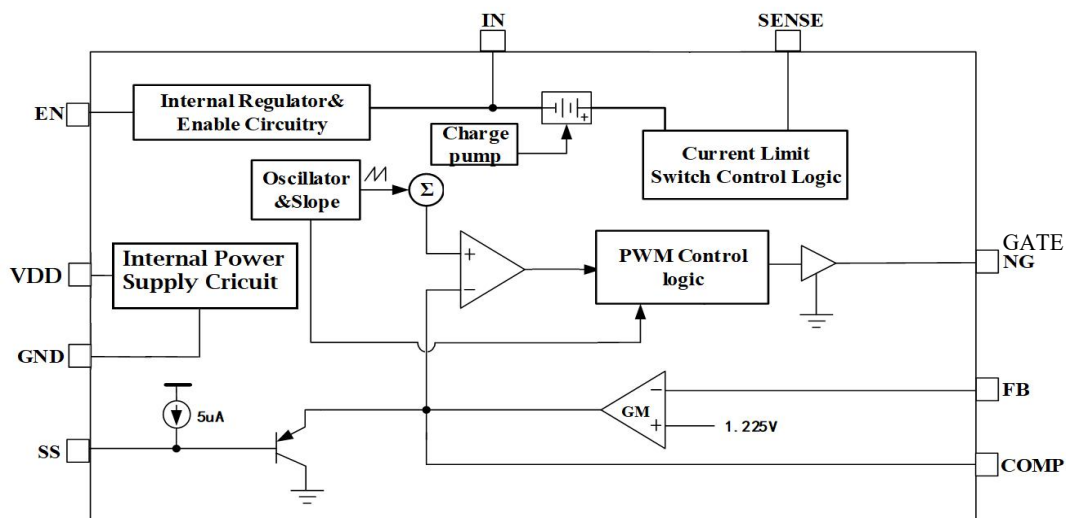 IN
SENSE
EN
Internal Regulator&
Enable Circuitry
+
Charge
pump
Current Limit
Switch Control Logic
Oscillator
&Slope
Σ
GATE
NG
VDD
Internal Power
Supply Cricuit
+
−
PWM Control
logic
GND
FB
−
GM
+
1.225V
5uA
SS
COMP